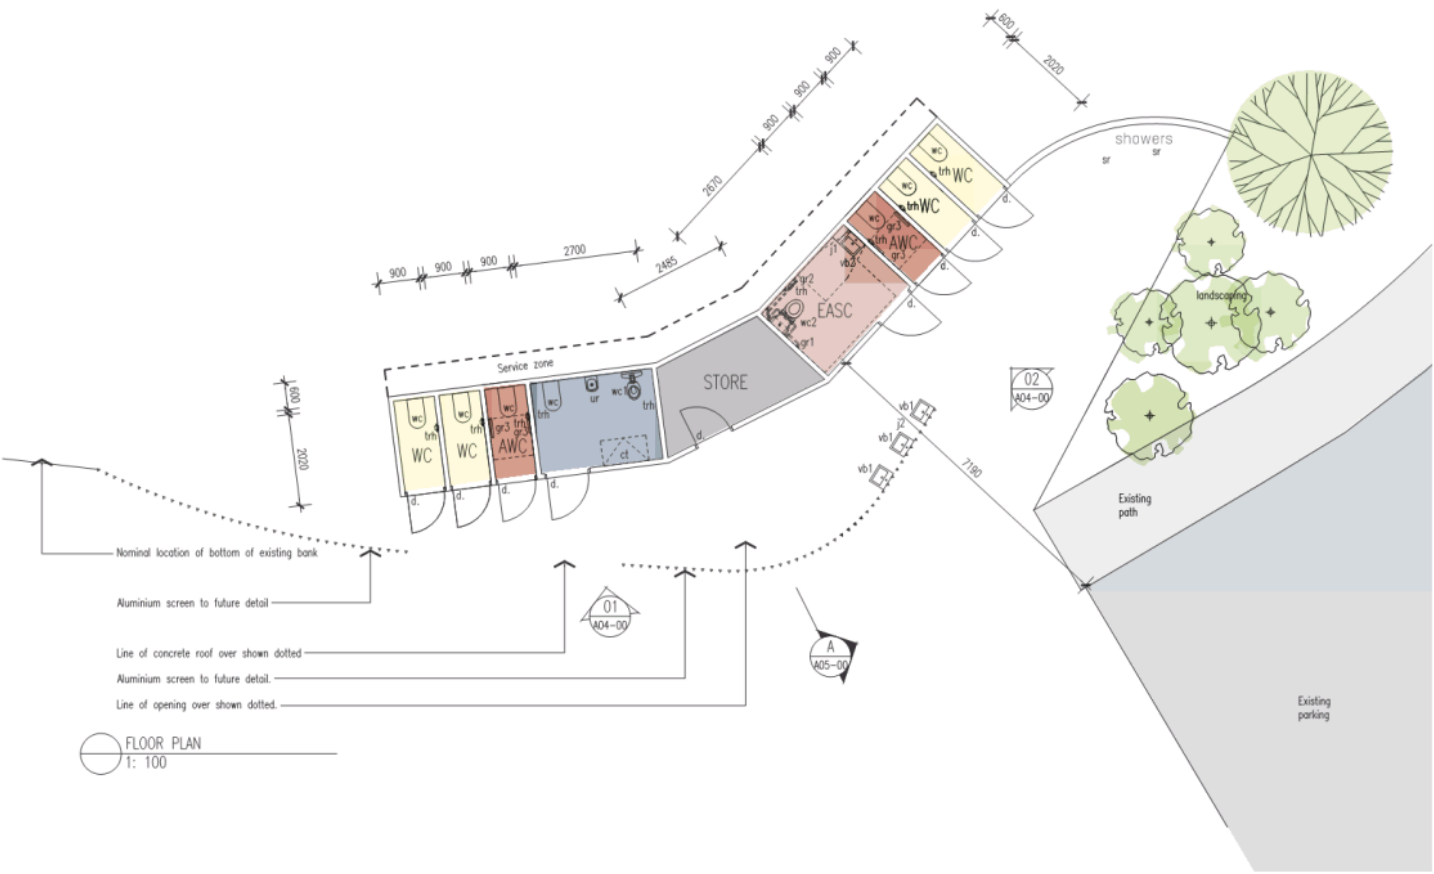 600
2020
900
900
900
2670
2485
2700
900
900
900
600
2020
showers
sr
sr
WC
trh
WC
d.
WC
trh
WC
d.
WC
gr3
trh
AWC
gr3
d.
j1
vb2
gr2
trh
EASC
wc2
gr1
d.
landscaping
Service zone
STORE
d.
WC
trh
WC
d.
WC
trh
WC
d.
WC
gr3
trh
gr3
AWC
d.
WC
trh
ur
wc1
trh
ct
d.
02
A04-00
vb1
j2
vb1
vb1
7190
Existing
path
Nominal location of bottom of existing bank
Aluminium screen to future detail
01
A04-00
Line of concrete roof over shown dotted
A
A05-00
Aluminium screen to future detail.
Line of opening over shown dotted.
Existing
parking
FLOOR PLAN
1: 100